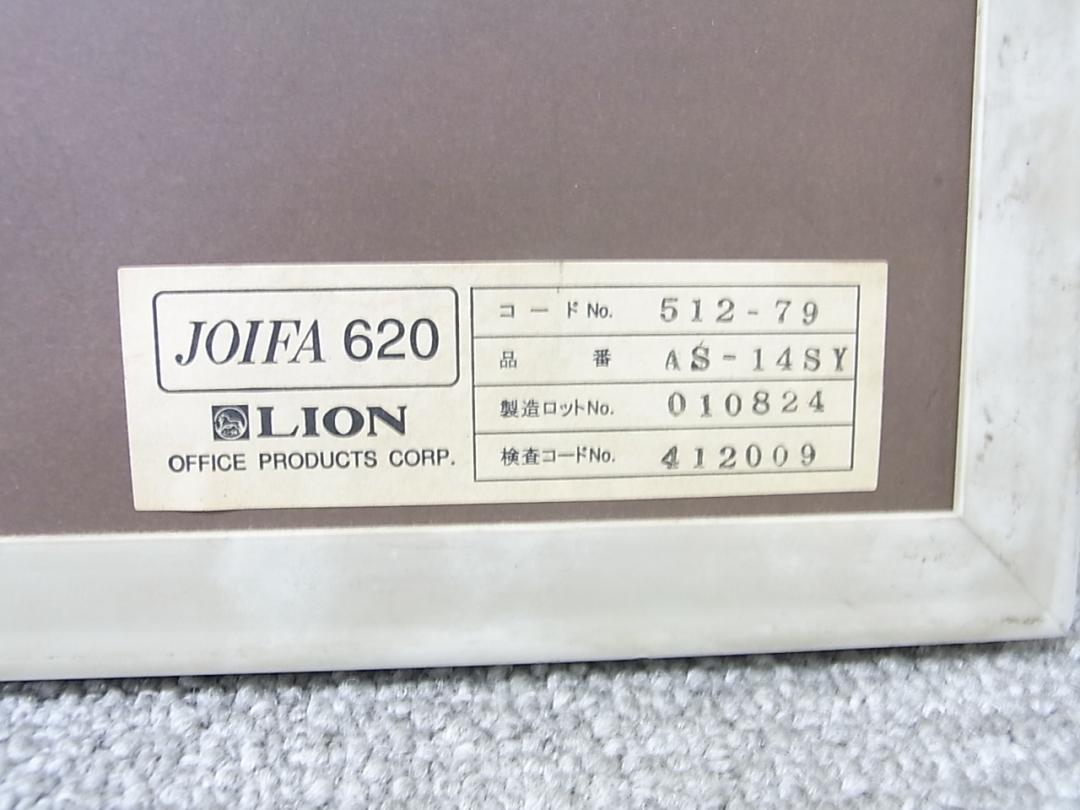 JOIFA 620
LION
OFFICE PRODUCTS CORP.
コードNo. 512-79
品番 AS-14SY
製造ロットNo. 010824
検査コードNo. 412009